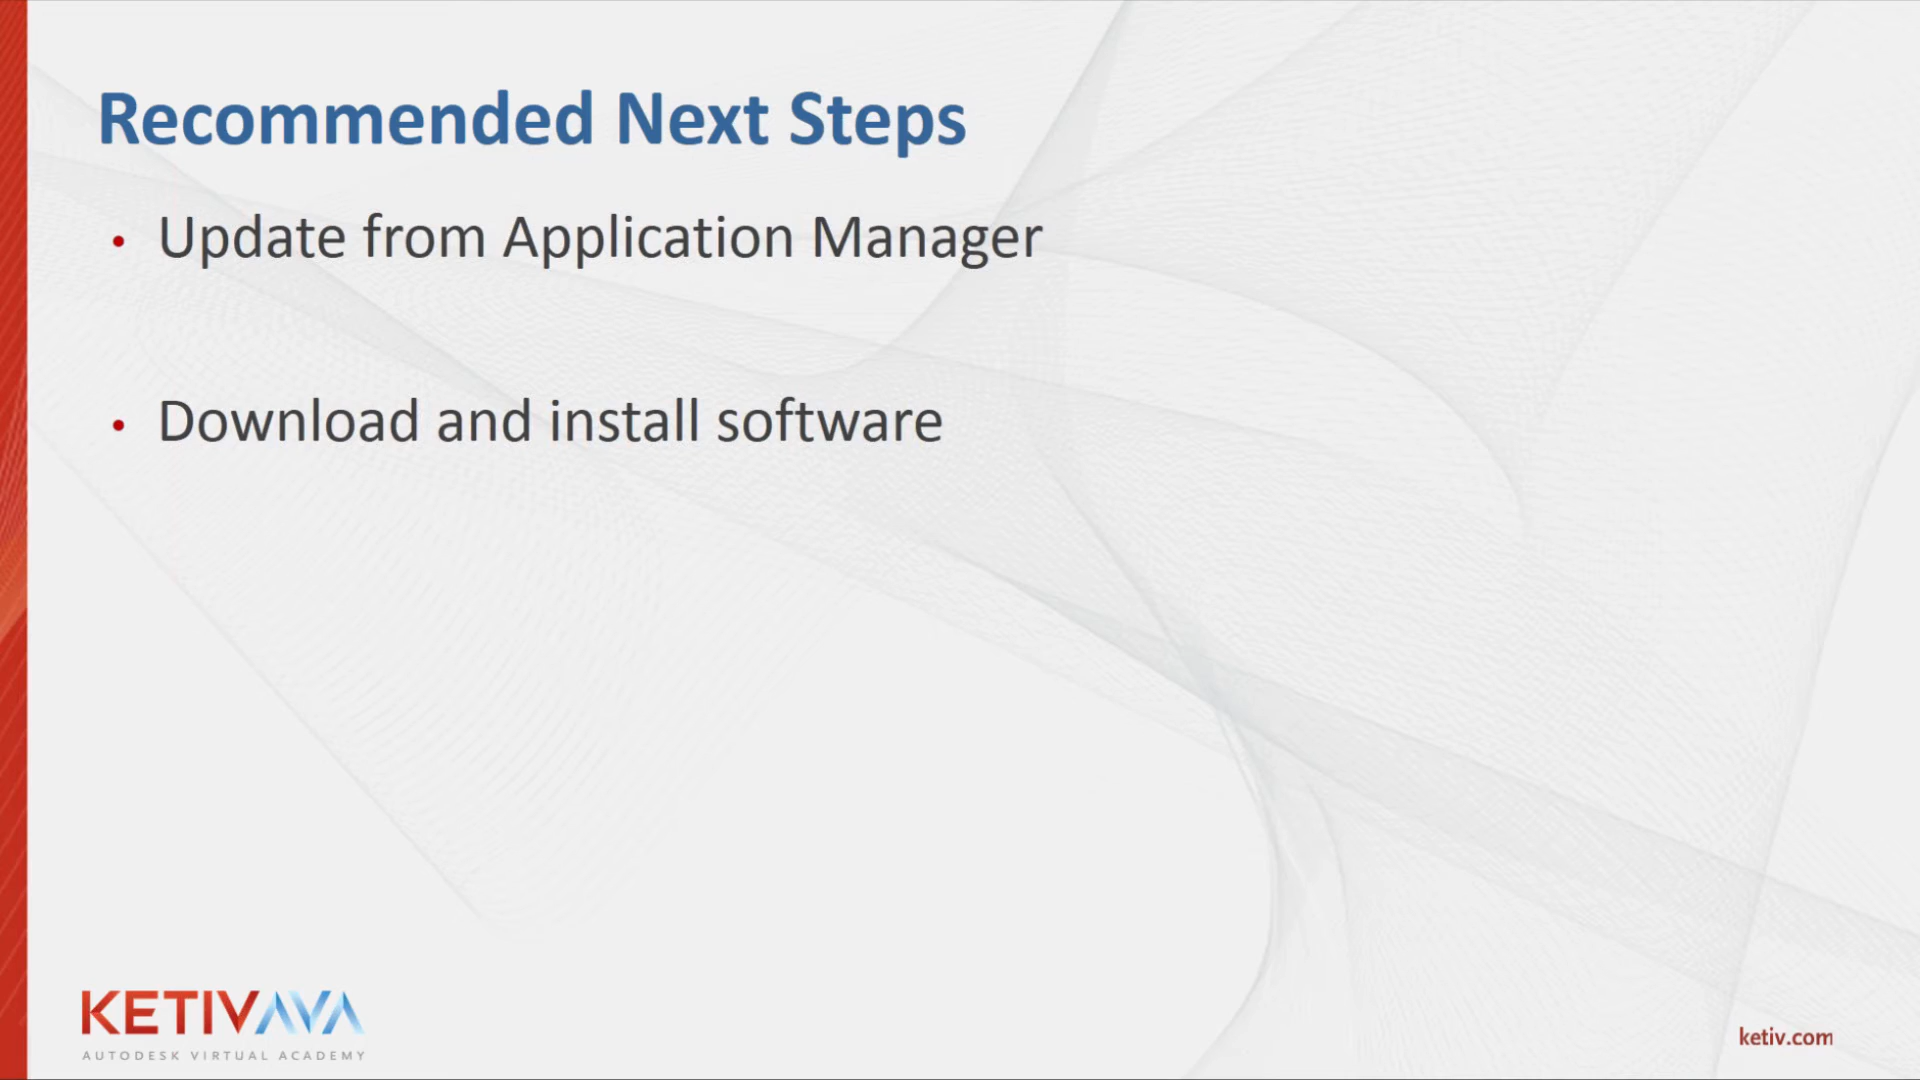 Recommended Next Steps
• Update from Application Manager
• Download and install software
KETIVAVA
AUTODESK VIRTUAL ACADEMY
ketiv.com